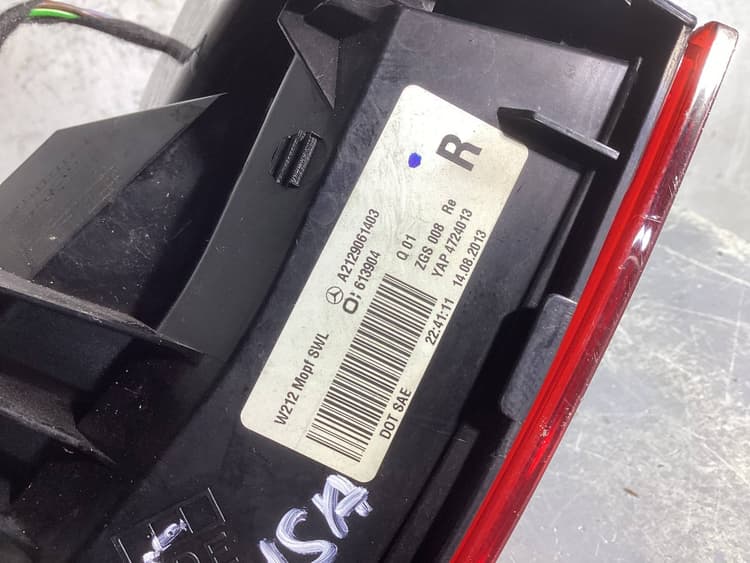 W212 Mopf SWL
A2129061403
613904
Q 01
ZGS 008 Re
YAP 4724013
R
DOT SAE
22:41:11 14.08.2013
USA